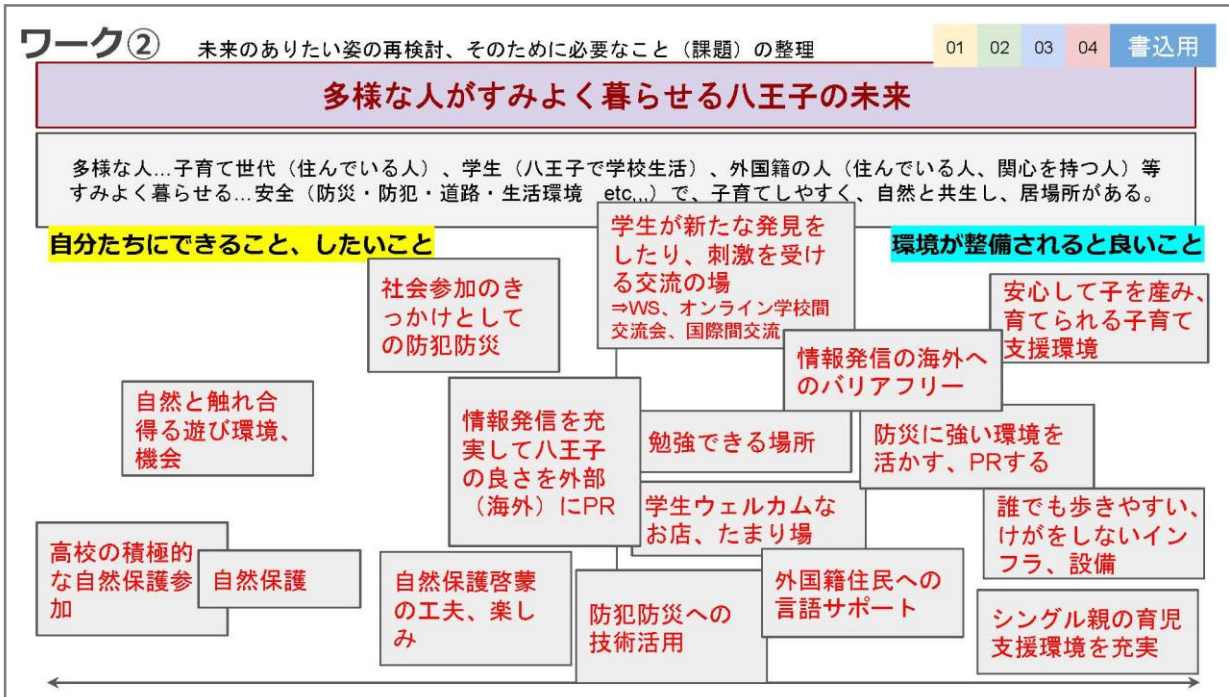 ワーク②
未来のありたい姿の再検討、そのために必要なこと（課題）の整理
01 02 03 04 書込用
多様な人がすみよく暮らせる八王子の未来
多様な人…子育て世代（住んでいる人）、学生（八王子で学校生活）、外国籍の人（住んでいる人、関心を持つ人）等
すみよく暮らせる…安全（防災・防犯・道路・生活環境　etc,,,）で、子育てしやすく、自然と共生し、居場所がある。
自分たちにできること、したいこと
環境が整備されると良いこと
学生が新たな発見を
したり、刺激を受け
る交流の場
⇒WS、オンライン学校間
交流会、国際間交流
社会参加のき
っかけとして
の防犯防災
安心して子を産み、
育てられる子育て
支援環境
情報発信の海外へ
のバリアフリー
自然と触れ合
得る遊び環境、
機会
情報発信を充
実して八王子
の良さを外部
（海外）にPR
勉強できる場所
防災に強い環境を
活かす、PRする
学生ウェルカムな
お店、たまり場
誰でも歩きやすい、
けがをしないイン
フラ、設備
高校の積極的
な自然保護参
加
自然保護
自然保護啓蒙
の工夫、楽し
み
防犯防災への
技術活用
外国籍住民への
言語サポート
シングル親の育児
支援環境を充実